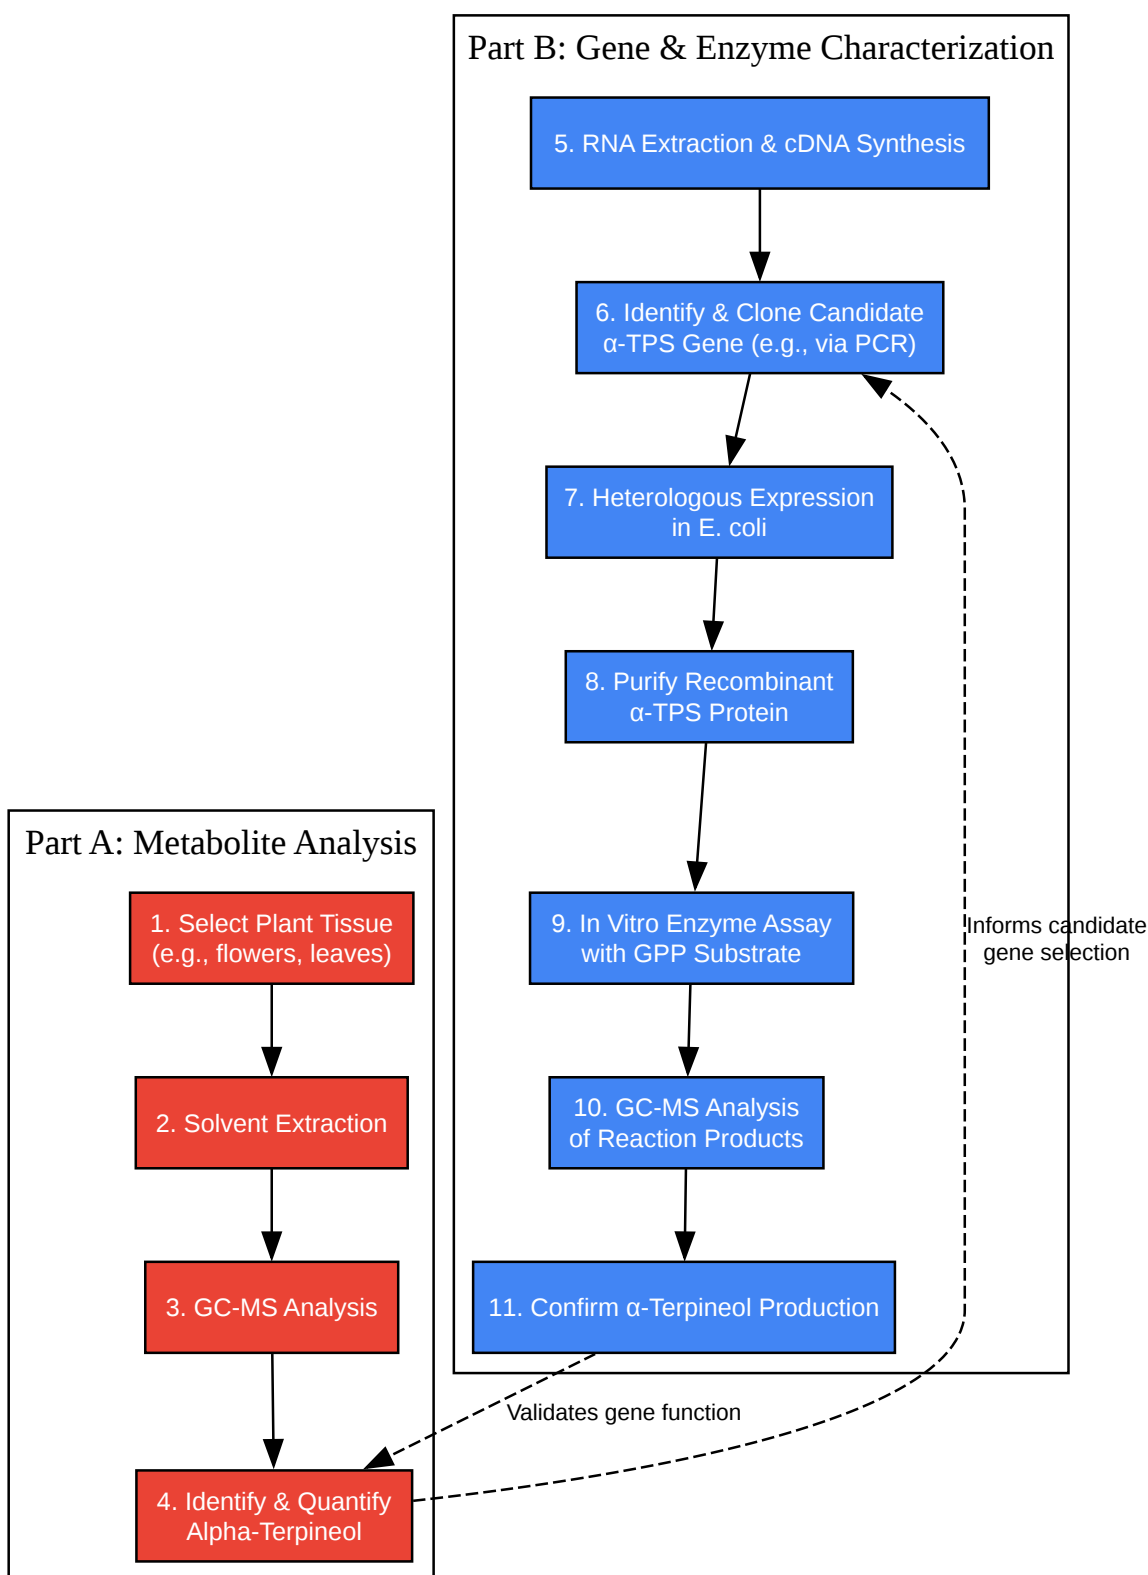 Part B: Gene & Enzyme Characterization
5. RNA Extraction & cDNA Synthesis
6. Identify & Clone Candidate
α-TPS Gene (e.g., via PCR)
7. Heterologous Expression
in E. coli
8. Purify Recombinant
α-TPS Protein
Part A: Metabolite Analysis
1. Select Plant Tissue
(e.g., flowers, leaves)
9. In Vitro Enzyme Assay
with GPP Substrate
Informs candidate
gene selection
2. Solvent Extraction
10. GC-MS Analysis
of Reaction Products
3. GC-MS Analysis
11. Confirm α-Terpineol Production
Validates gene function
4. Identify & Quantify
Alpha-Terpineol